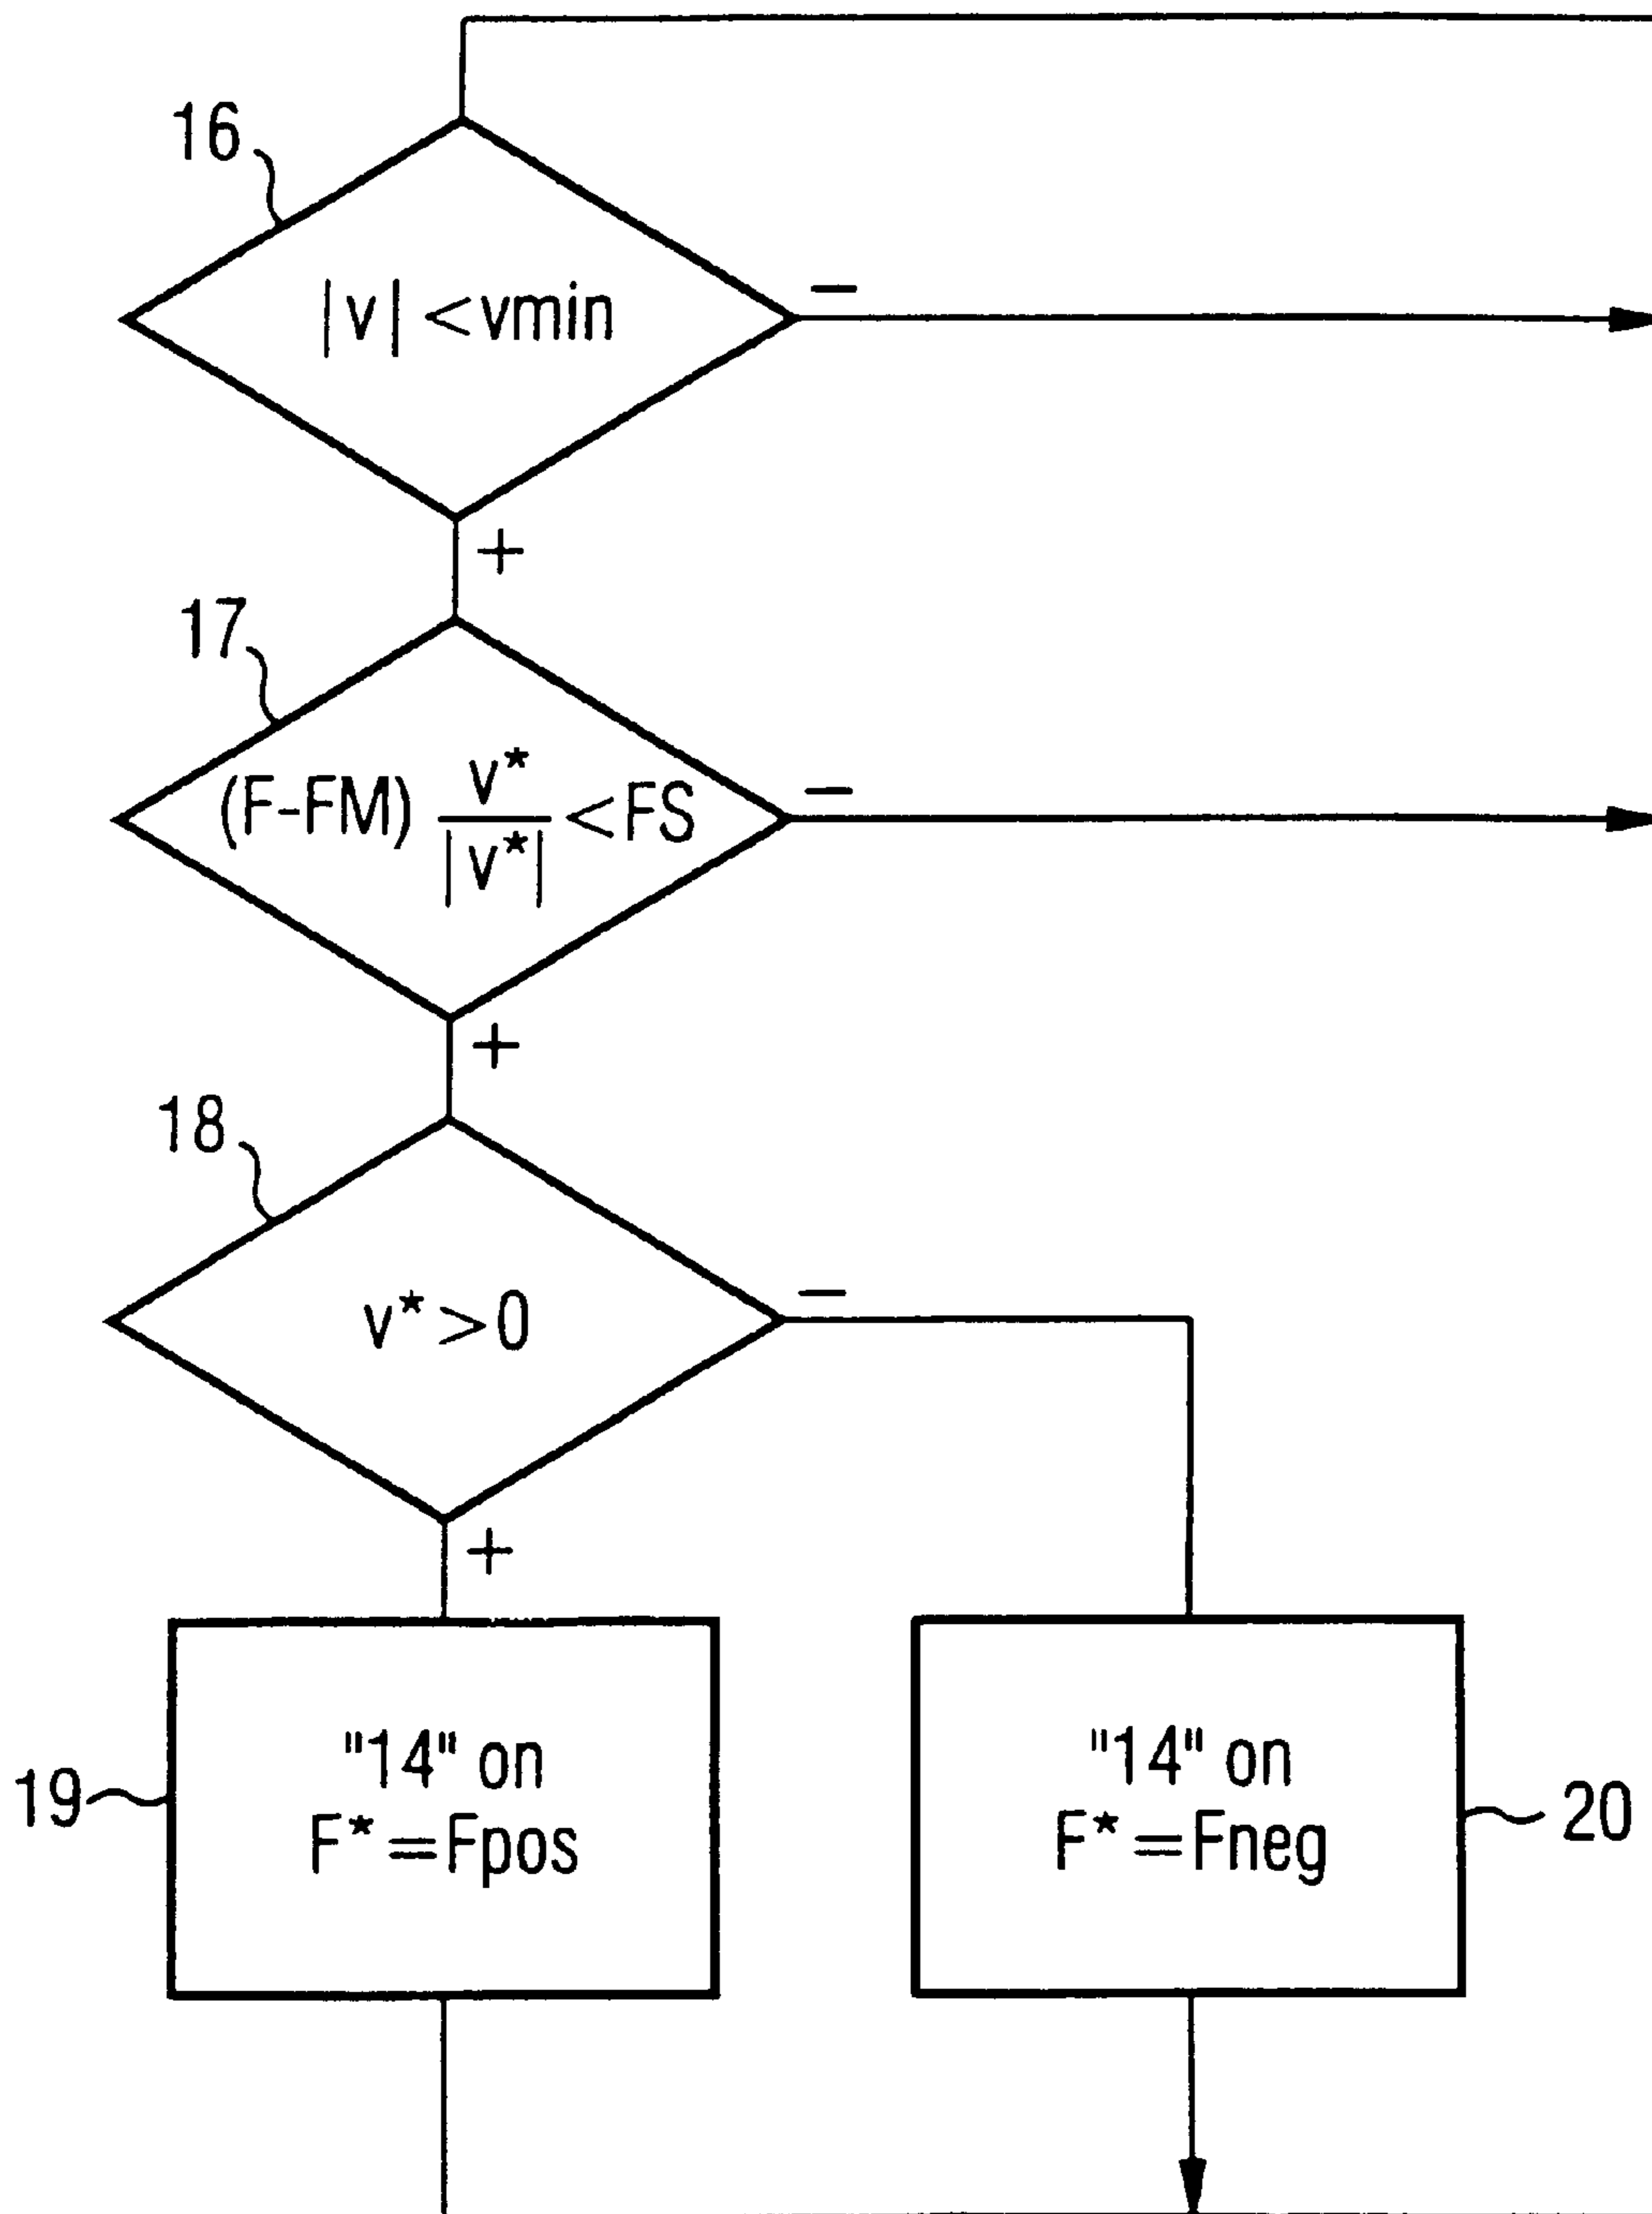 16
|v| <vmin
−
+
17
(F-FM) v*/|v*| <FS
−
+
18
v* >0
−
+
19
"14" on
F* =Fpos
"14" on
F* =Fneg
20